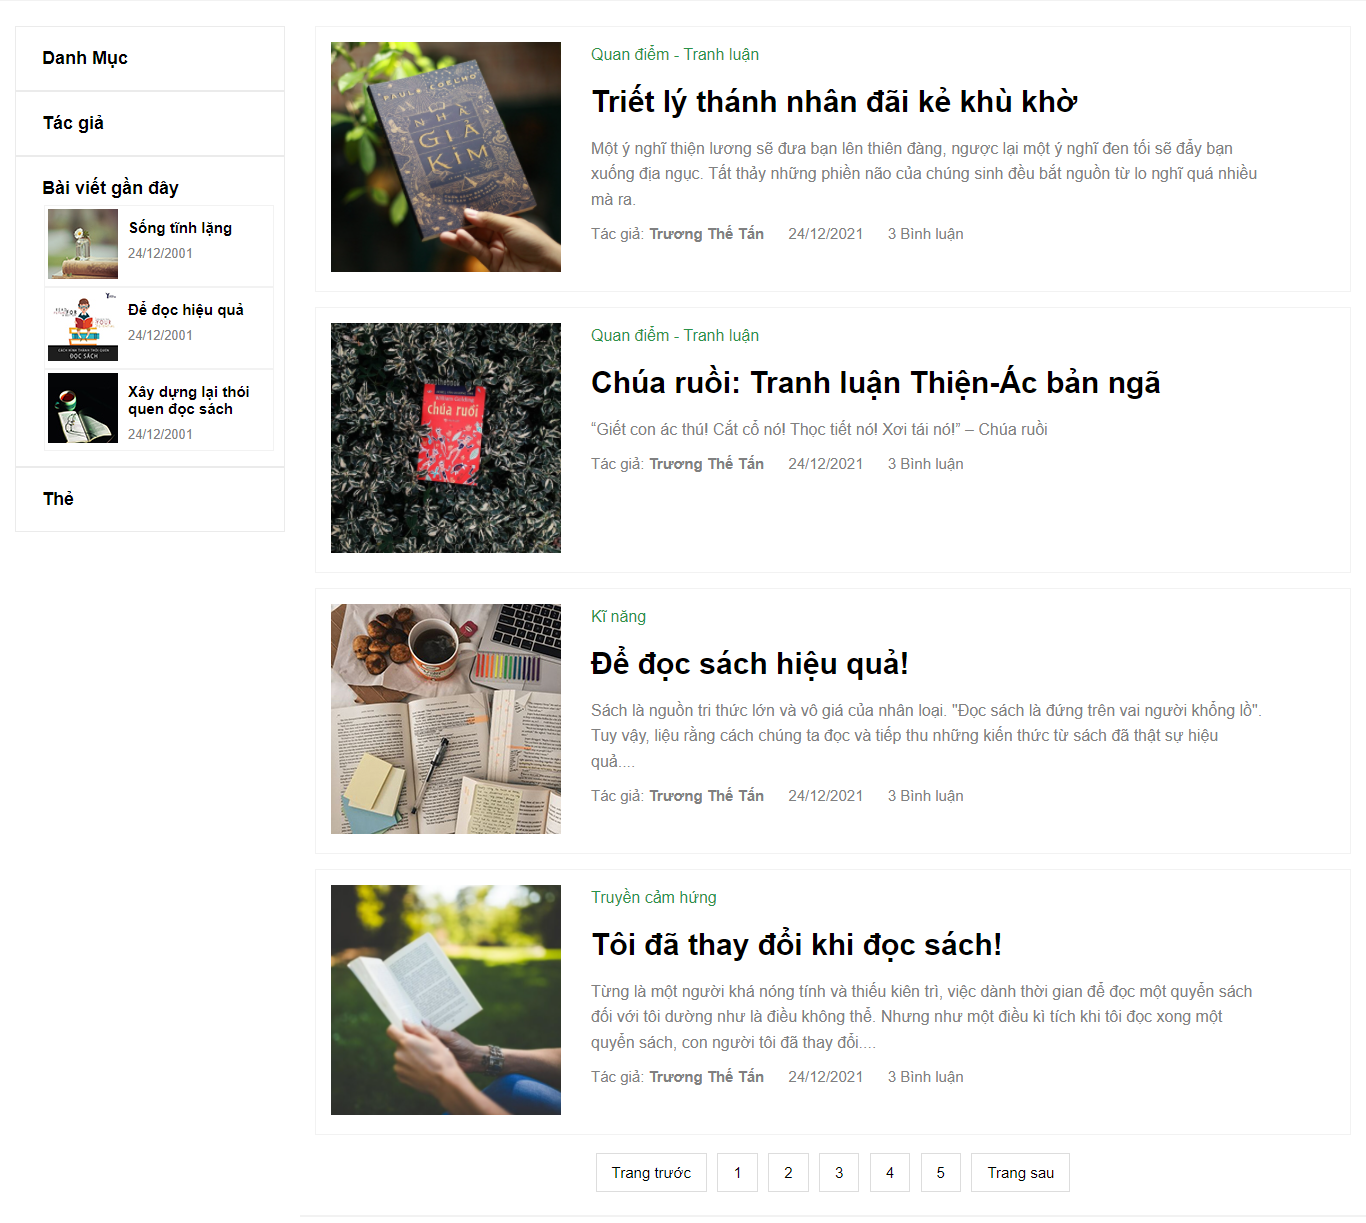 Danh Mục
Tác giả
Bài viết gần đây
Sống tĩnh lặng
24/12/2001
ĐỌC SÁCH
Để đọc hiệu quả
24/12/2001
Xây dựng lại thói
quen đọc sách
24/12/2001
Thẻ
PAULO COELHO
NHÀ
GIẢ
KIM
Quan điểm - Tranh luận
Triết lý thánh nhân đãi kẻ khù khờ
Một ý nghĩ thiện lương sẽ đưa bạn lên thiên đàng, ngược lại một ý nghĩ đen tối sẽ đẩy bạn
xuống địa ngục. Tất thảy những phiền não của chúng sinh đều bắt nguồn từ lo nghĩ quá nhiều
mà ra.
Tác giả: Trương Thế Tấn 24/12/2021 3 Bình luận
chúa ruồi
Quan điểm - Tranh luận
Chúa ruồi: Tranh luận Thiện-Ác bản ngã
“Giết con ác thú! Cắt cổ nó! Thọc tiết nó! Xơi tái nó!” – Chúa ruồi
Tác giả: Trương Thế Tấn 24/12/2021 3 Bình luận
Kĩ năng
Để đọc sách hiệu quả!
Sách là nguồn tri thức lớn và vô giá của nhân loại. "Đọc sách là đứng trên vai người khổng lồ".
Tuy vậy, liệu rằng cách chúng ta đọc và tiếp thu những kiến thức từ sách đã thật sự hiệu
quả....
Tác giả: Trương Thế Tấn 24/12/2021 3 Bình luận
Truyền cảm hứng
Tôi đã thay đổi khi đọc sách!
Từng là một người khá nóng tính và thiếu kiên trì, việc dành thời gian để đọc một quyển sách
đối với tôi dường như là điều không thể. Nhưng như một điều kì tích khi tôi đọc xong một
quyển sách, con người tôi đã thay đổi....
Tác giả: Trương Thế Tấn 24/12/2021 3 Bình luận
Trang trước 1 2 3 4 5 Trang sau